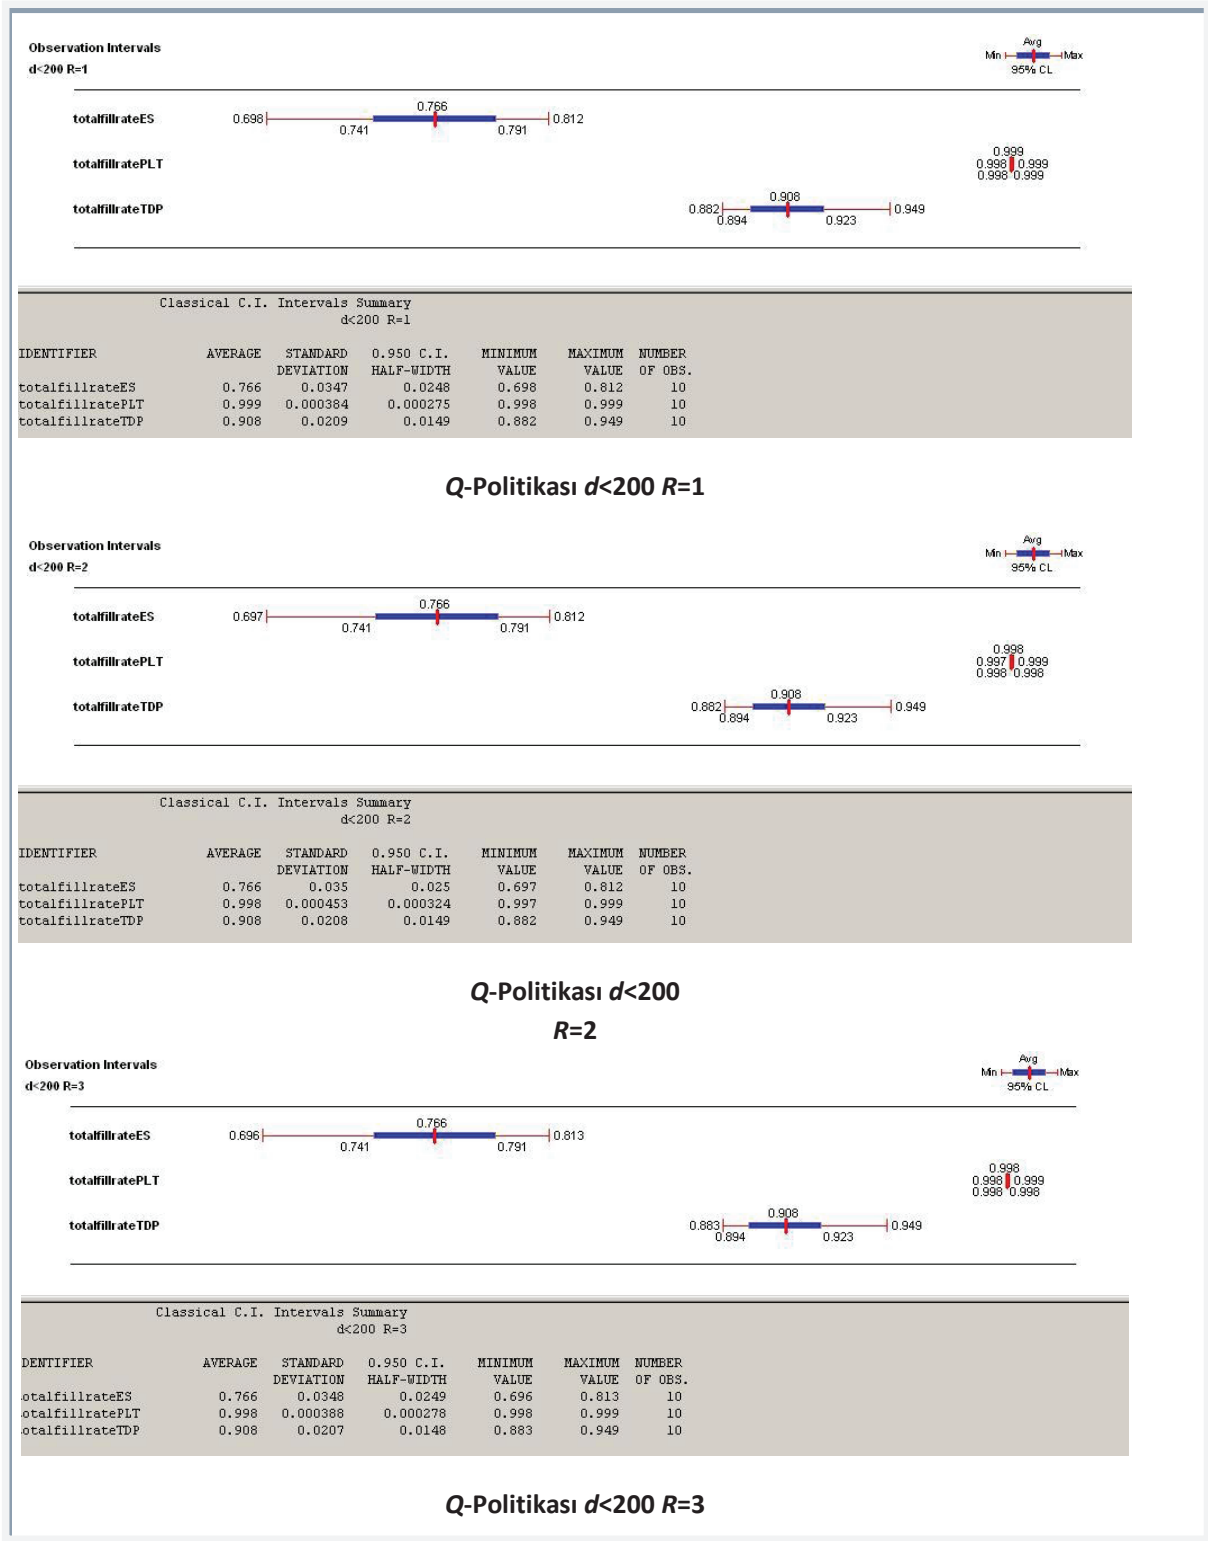 Observation Intervals
d<200 R=1
Avg
Min Max
95% CL
totalfillrateES 0.698 0.741 0.766 0.791 0.812
totalfillratePLT 0.999
0.998 0.999
0.998 0.999
totalfillrateTDP 0.882 0.894 0.908 0.923 0.949
Classical C.I. Intervals Summary
d<200 R=1
IDENTIFIER AVERAGE STANDARD 0.950 C.I. MINIMUM MAXIMUM NUMBER
DEVIATION HALF-WIDTH VALUE VALUE OF OBS.
totalfillrateES 0.766 0.0347 0.0248 0.698 0.812 10
totalfillratePLT 0.999 0.000384 0.000275 0.998 0.999 10
totalfillrateTDP 0.908 0.0209 0.0149 0.882 0.949 10
Q-Politikası d<200 R=1
Observation Intervals
d<200 R=2
Avg
Min Max
95% CL
totalfillrateES 0.697 0.741 0.766 0.791 0.812
totalfillratePLT 0.998
0.997 0.999
0.998 0.998
totalfillrateTDP 0.882 0.894 0.908 0.923 0.949
Classical C.I. Intervals Summary
d<200 R=2
IDENTIFIER AVERAGE STANDARD 0.950 C.I. MINIMUM MAXIMUM NUMBER
DEVIATION HALF-WIDTH VALUE VALUE OF OBS.
totalfillrateES 0.766 0.035 0.025 0.697 0.812 10
totalfillratePLT 0.998 0.000453 0.000324 0.997 0.999 10
totalfillrateTDP 0.908 0.0208 0.0149 0.882 0.949 10
Q-Politikası d<200
R=2
Observation Intervals
d<200 R=3
Avg
Min Max
95% CL
totalfillrateES 0.696 0.741 0.766 0.791 0.813
totalfillratePLT 0.998
0.998 0.999
0.998 0.998
totalfillrateTDP 0.883 0.894 0.908 0.923 0.949
Classical C.I. Intervals Summary
d<200 R=3
DENTIFIER AVERAGE STANDARD 0.950 C.I. MINIMUM MAXIMUM NUMBER
DEVIATION HALF-WIDTH VALUE VALUE OF OBS.
otalfillrateES 0.766 0.0348 0.0249 0.696 0.813 10
otalfillratePLT 0.998 0.000388 0.000278 0.998 0.999 10
otalfillrateTDP 0.908 0.0207 0.0148 0.883 0.949 10
Q-Politikası d<200 R=3